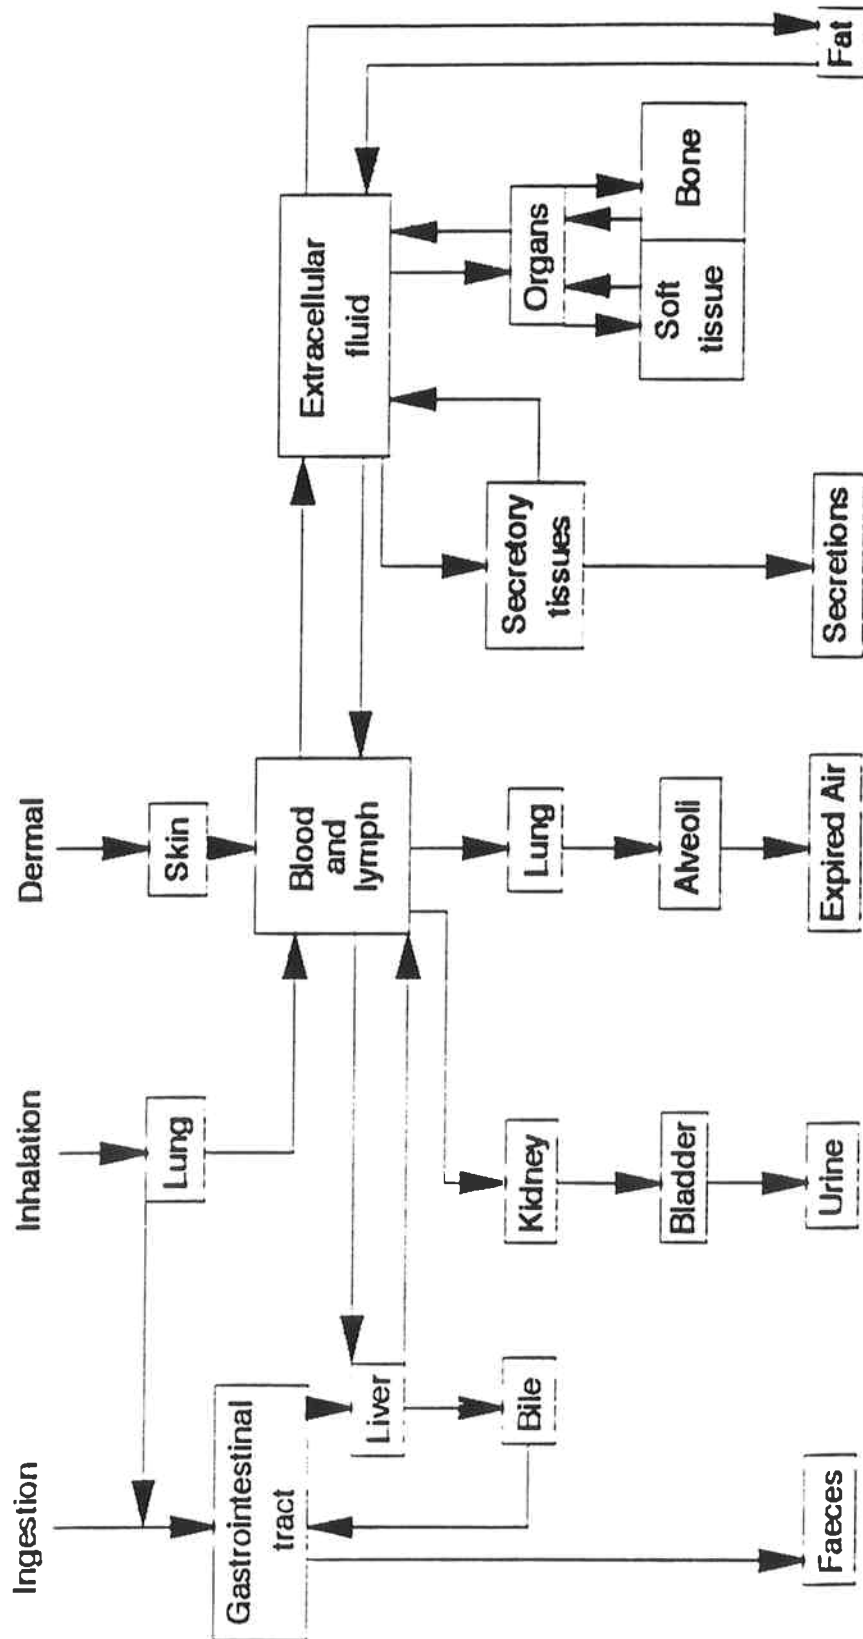 Ingestion
Inhalation
Dermal
Lung
Skin
Gastrointestinal
tract
Liver
Blood
and
lymph
Extracellular
fluid
Bile
Kidney
Lung
Secretory
tissues
Organs
Bladder
Alveoli
Soft
tissue
Bone
Faeces
Urine
Expired Air
Secretions
Fat